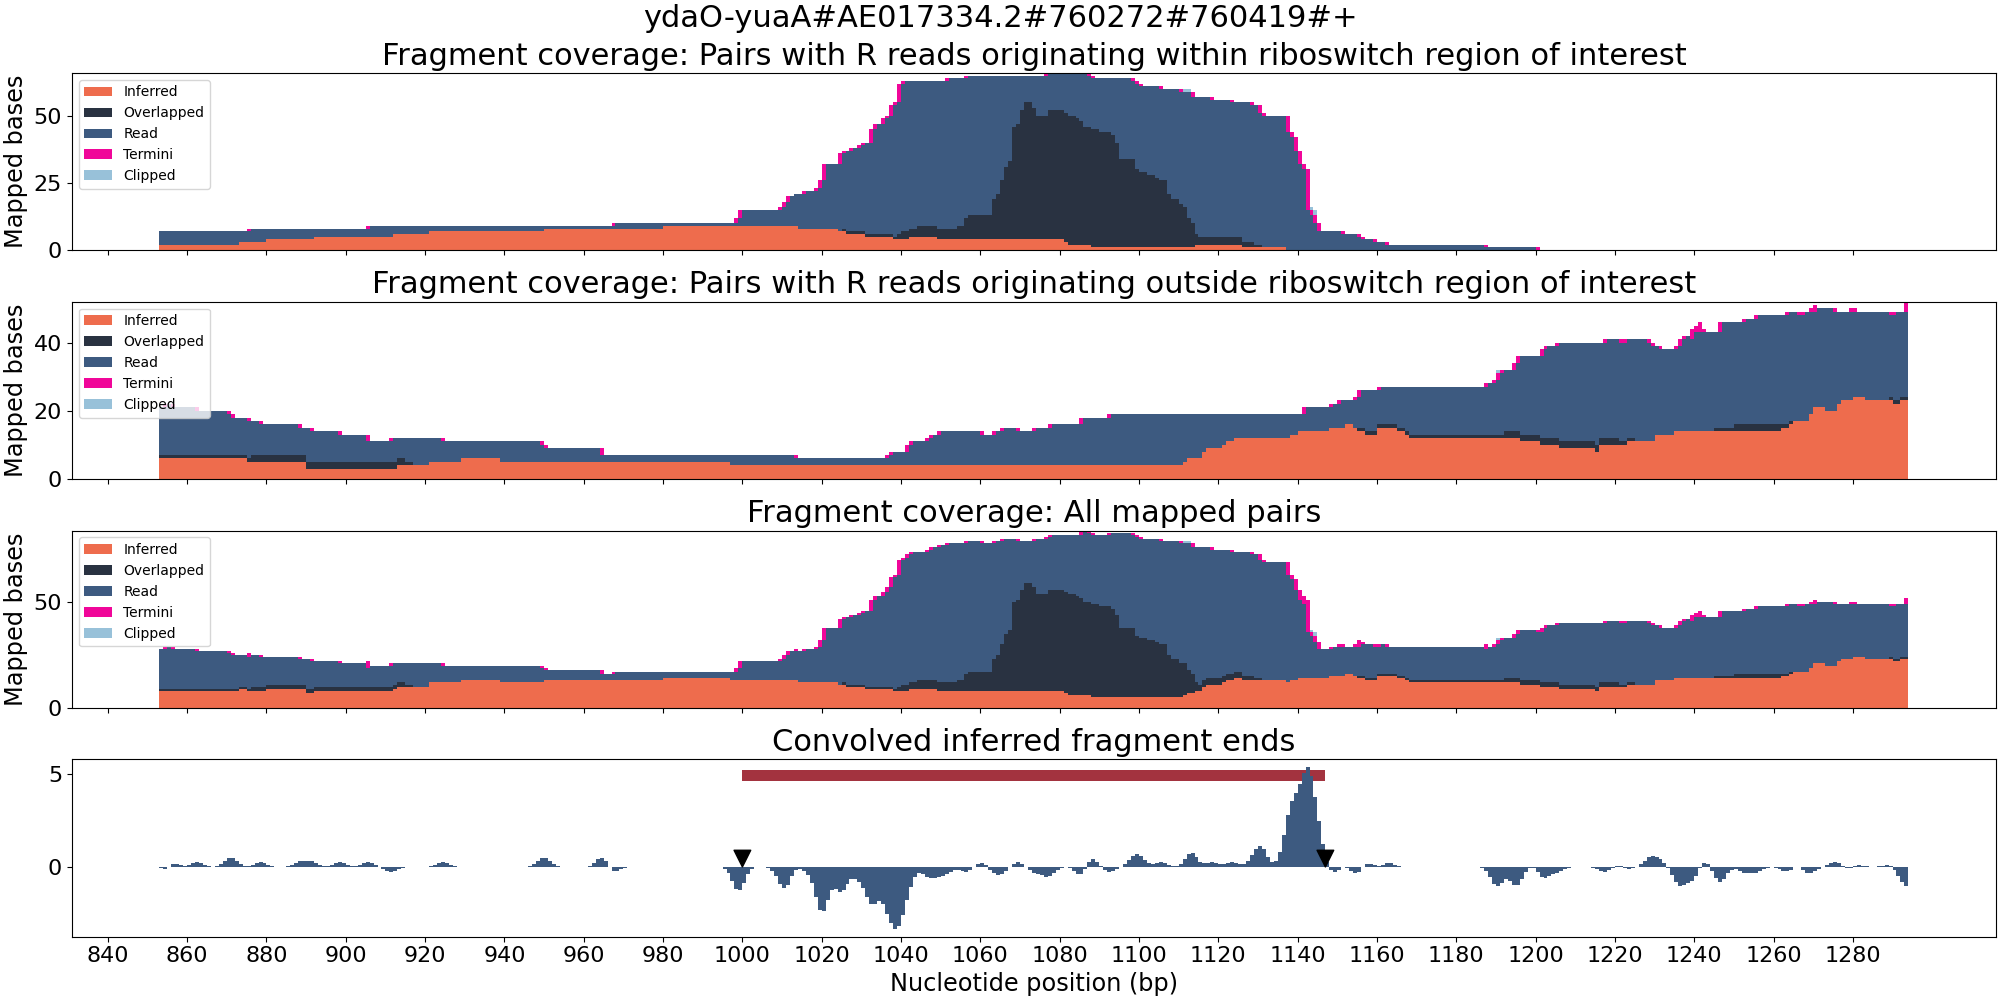 ydaO-yuaA#AE017334.2#760272#760419#+
Fragment coverage: Pairs with R reads originating within riboswitch region of interest
Mapped bases
50
25
0
Inferred
Overlapped
Read
Termini
Clipped
Fragment coverage: Pairs with R reads originating outside riboswitch region of interest
Mapped bases
40
20
0
Inferred
Overlapped
Read
Termini
Clipped
Fragment coverage: All mapped pairs
Mapped bases
50
0
Inferred
Overlapped
Read
Termini
Clipped
Convolved inferred fragment ends
5
0
840 860 880 900 920 940 960 980 1000 1020 1040 1060 1080 1100 1120 1140 1160 1180 1200 1220 1240 1260 1280
Nucleotide position (bp)